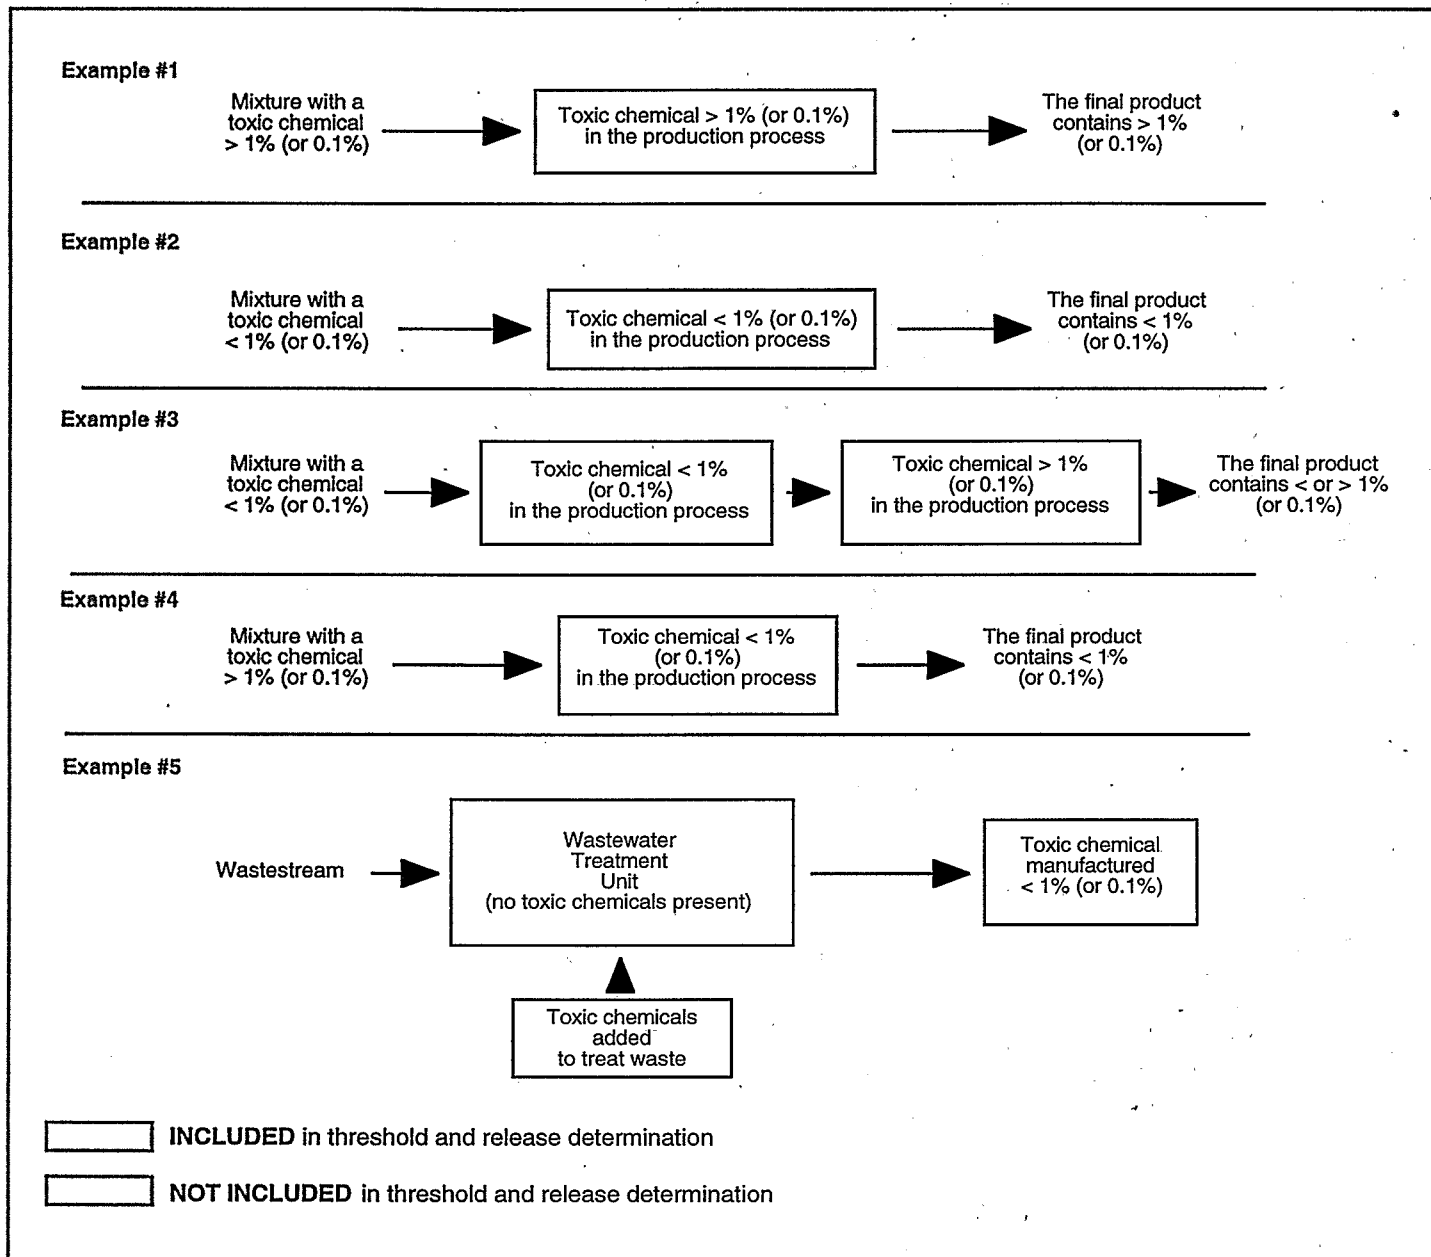 Example #1
Mixture with a
toxic chemical
> 1% (or 0.1%)
Toxic chemical > 1% (or 0.1%)
in the production process
The final product
contains > 1%
(or 0.1%)
Example #2
Mixture with a
toxic chemical
< 1% (or 0.1%)
Toxic chemical < 1% (or 0.1%)
in the production process
The final product
contains < 1%
(or 0.1%)
Example #3
Mixture with a
toxic chemical
< 1% (or 0.1%)
Toxic chemical < 1%
(or 0.1%)
in the production process
Toxic chemical > 1%
(or 0.1%)
in the production process
The final product
contains < or > 1%
(or 0.1%)
Example #4
Mixture with a
toxic chemical
> 1% (or 0.1%)
Toxic chemical < 1%
(or 0.1%)
in the production process
The final product
contains < 1%
(or 0.1%)
Example #5
Wastestream
Wastewater
Treatment
Unit
(no toxic chemicals present)
Toxic chemical
manufactured
< 1% (or 0.1%)
Toxic chemicals
added
to treat waste
INCLUDED in threshold and release determination
NOT INCLUDED in threshold and release determination